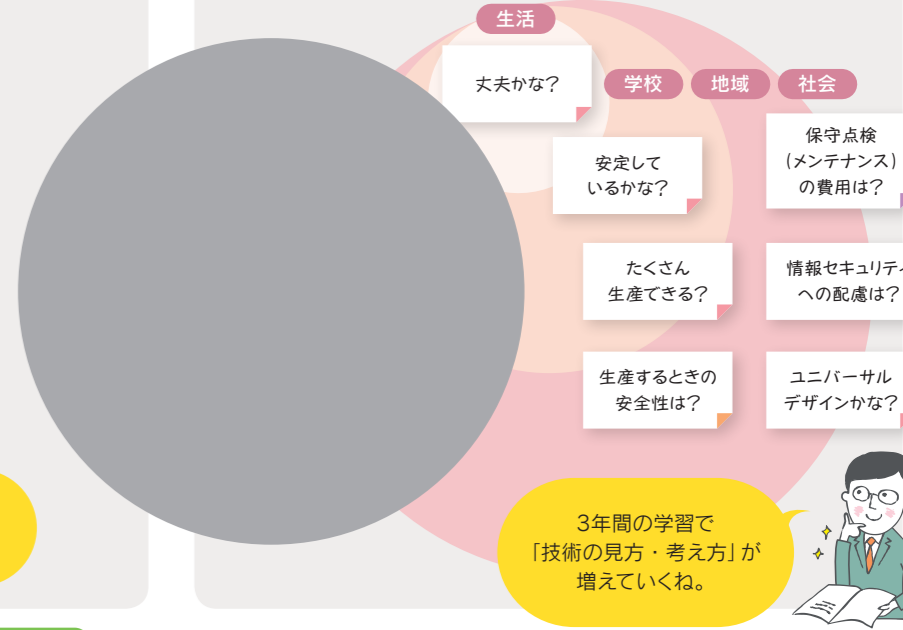 生活
丈夫かな?
学校
地域
社会
安定して
いるかな?
保守点検
(メンテナンス)
の費用は?
たくさん
生産できる?
情報セキュリティ
への配慮は?
生産するときの
安全性は?
ユニバーサル
デザインかな?
3年間の学習で
「技術の見方・考え方」が
増えていくね。